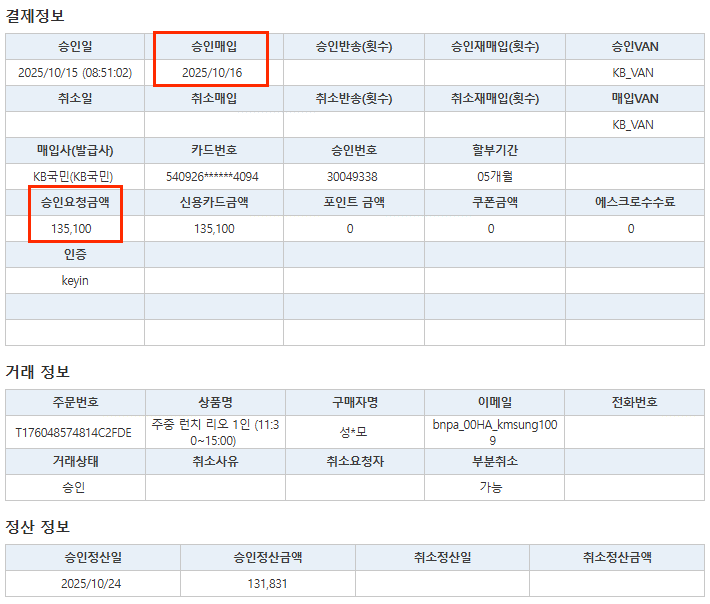 결제정보
승인일 승인매입 승인반송(횟수) 승인재매입(횟수) 승인VAN
2025/10/15 (08:51:02) 2025/10/16 KB_VAN
취소일 취소매입 취소반송(횟수) 취소재매입(횟수) 매입VAN
KB_VAN
매입사(발급사) 카드번호 승인번호 할부기간
KB국민(KB국민) 540926******4094 30049338 05개월
승인요청금액 신용카드금액 포인트 금액 쿠폰금액 에스크로수수료
135,100 135,100 0 0 0
인증
keyin
거래 정보
주문번호 상품명 구매자명 이메일 전화번호
T176048574814C2FDE 주중 런치 리오 1인 (11:3 성*모 bnpa_00HA_kmsung100
0~15:00) 9
거래상태 취소사유 취소요청자 부분취소
승인 가능
정산 정보
승인정산일 승인정산금액 취소정산일 취소정산금액
2025/10/24 131,831